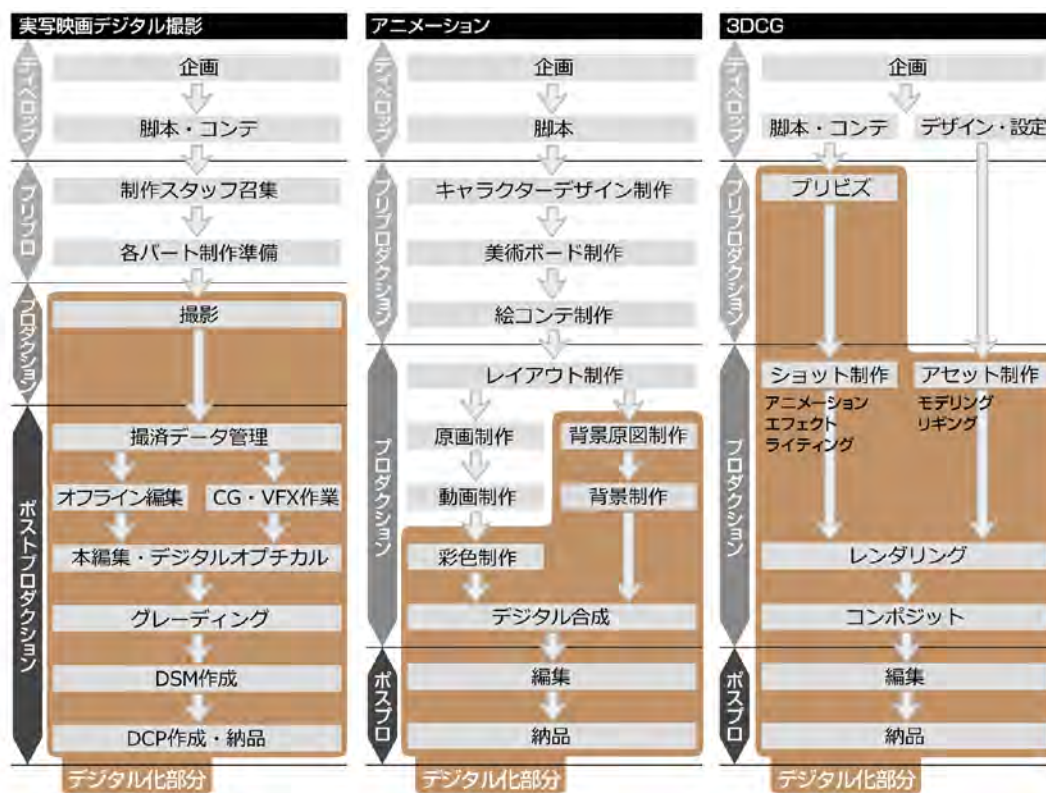 実写映画デジタル撮影
ディベロップ
企画
脚本・コンテ
プリプロ
制作スタッフ召集
各パート制作準備
プロダクション
撮影
ポストプロダクション
撮済データ管理
オフライン編集
CG・VFX作業
本編集・デジタルオプチカル
グレーディング
DSM作成
DCP作成・納品
デジタル化部分
アニメーション
ディベロップ
企画
脚本
プリプロダクション
キャラクターデザイン制作
美術ボード制作
絵コンテ制作
プロダクション
レイアウト制作
原画制作
背景原図制作
動画制作
背景制作
彩色制作
デジタル合成
ポスプロ
編集
納品
デジタル化部分
3DCG
ディベロップ
企画
脚本・コンテ
デザイン・設定
プリプロダクション
プリビズ
プロダクション
ショット制作
アニメーション
エフェクト
ライティング
アセット制作
モデリング
リギング
レンダリング
コンポジット
ポスプロ
編集
納品
デジタル化部分